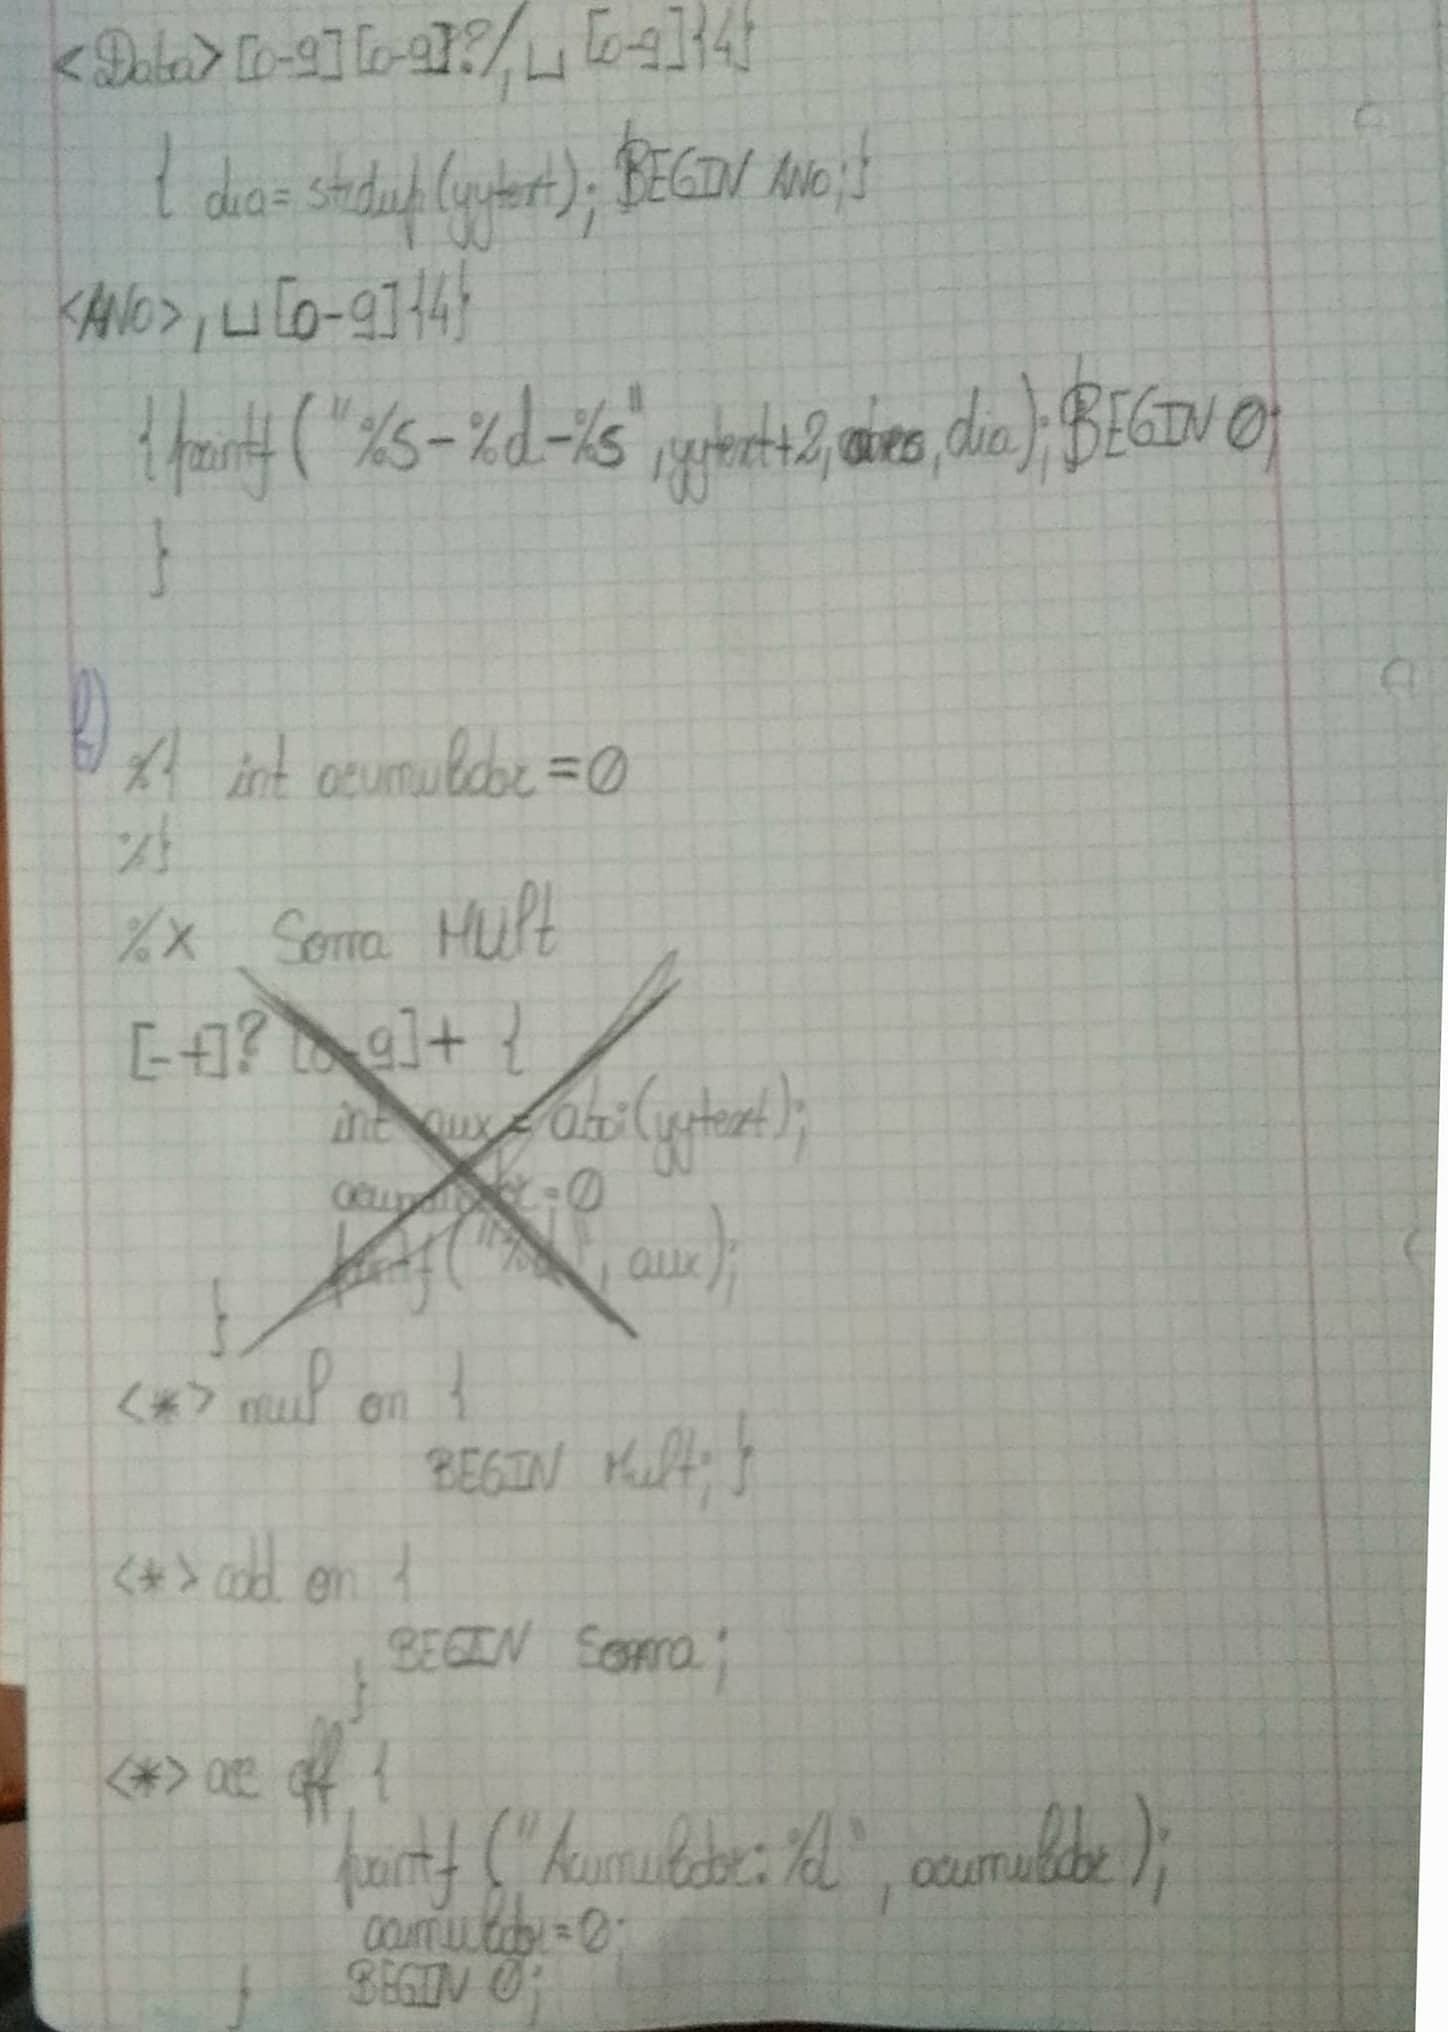 <Data>[0-9][0-9]?/,␣[0-9]{4}
{ dia=strdup(yytext); BEGIN ANO;}
<ANO>,␣[0-9]{4}
{printf("%s-%d-%s",yytext+2, ,dia); BEGIN 0;
}
b)
%{ int acumulador=0
%}
%x Soma Mult
[-+]? [0-9]+ {
int aux = atoi(yytext);
acumulador=0
printf("%d", aux);
}
<*> mul on {
BEGIN Mult; }
<*> add on {
BEGIN Soma;
}
<*> acc off {
printf("Acumulador: %d", acumulador);
acumulador=0;
} BEGIN 0;